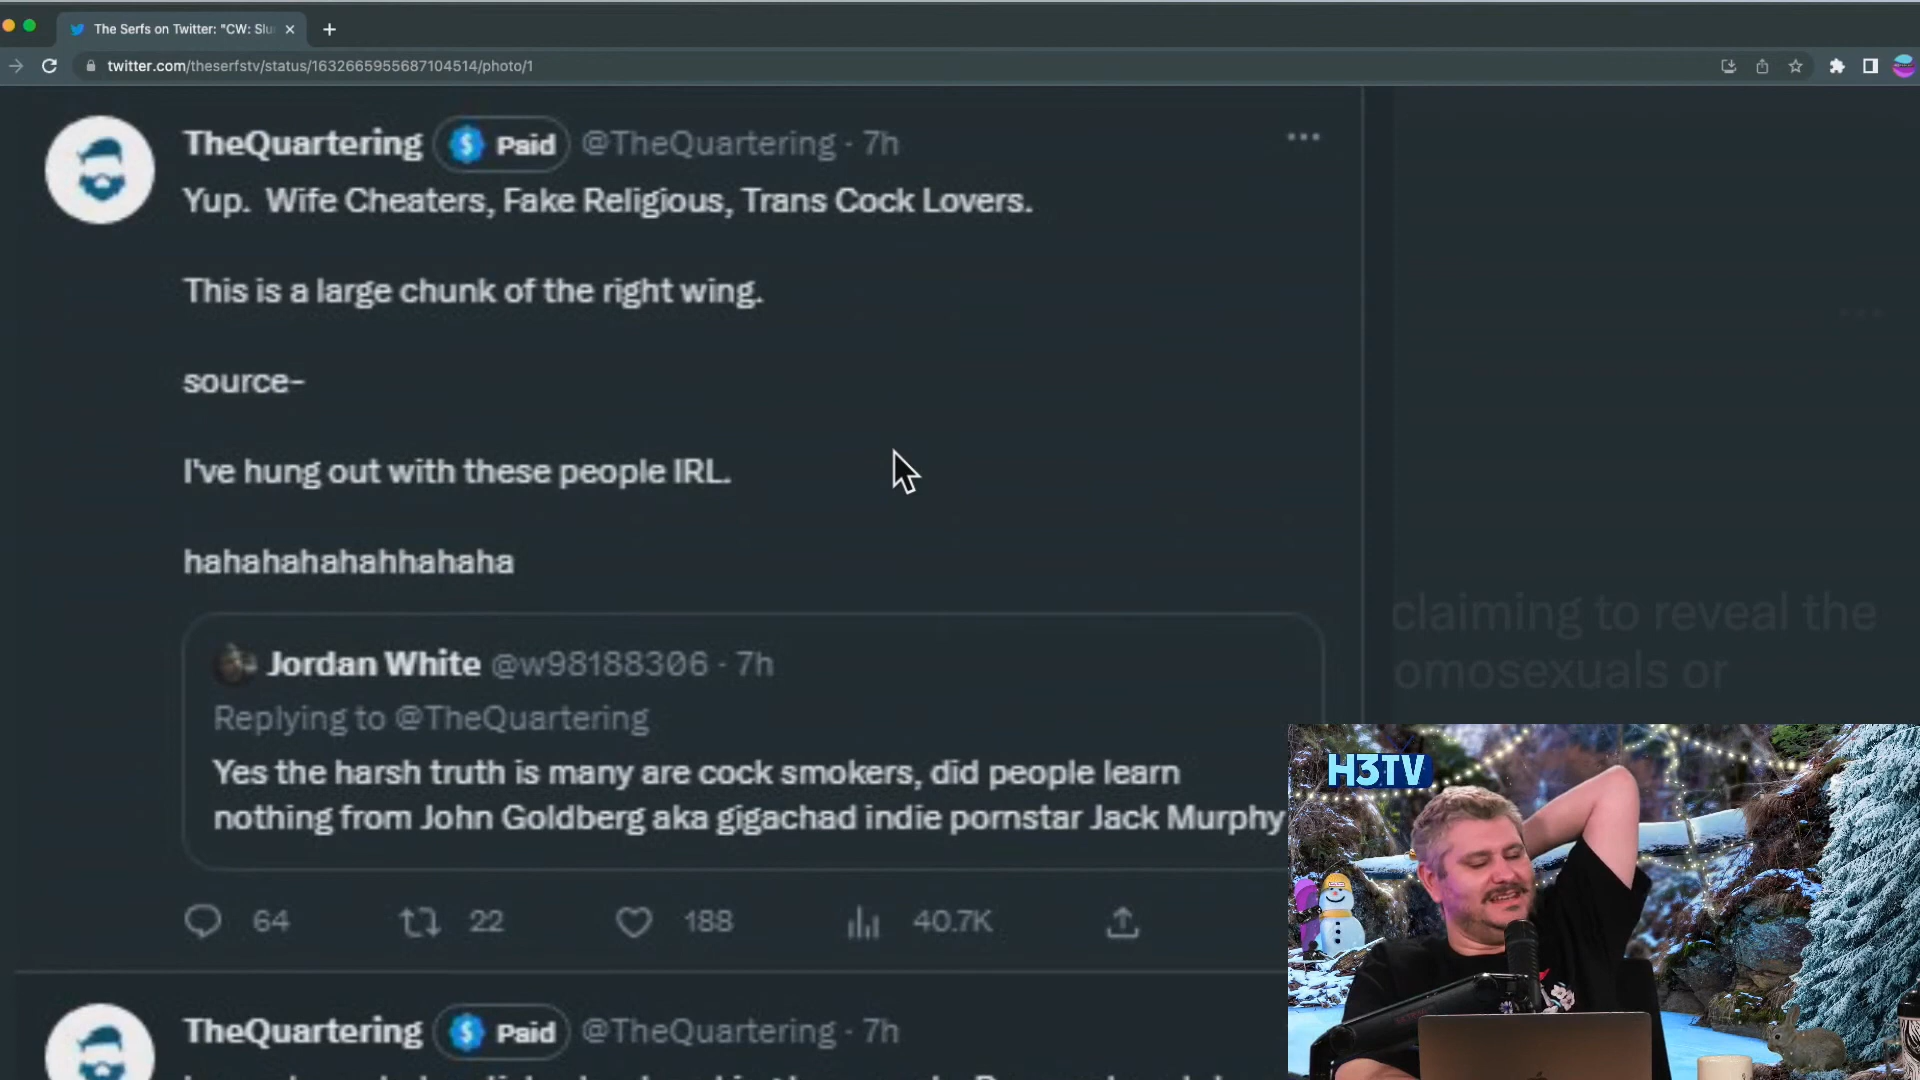 The Serfs on Twitter: "CW: Slu
twitter.com/theserfstv/status/1632665955687104514/photo/1
TheQuartering Paid @TheQuartering · 7h
Yup. Wife Cheaters, Fake Religious, Trans Cock Lovers.
This is a large chunk of the right wing.
source-
I've hung out with these people IRL.
hahahahahahhahaha
claiming to reveal the
omosexuals or
Jordan White @w98188306 · 7h
Replying to @TheQuartering
Yes the harsh truth is many are cock smokers, did people learn
nothing from John Goldberg aka gigachad indie pornstar Jack Murphy
H3TV
64 22 188 40.7K
TheQuartering Paid @TheQuartering · 7h